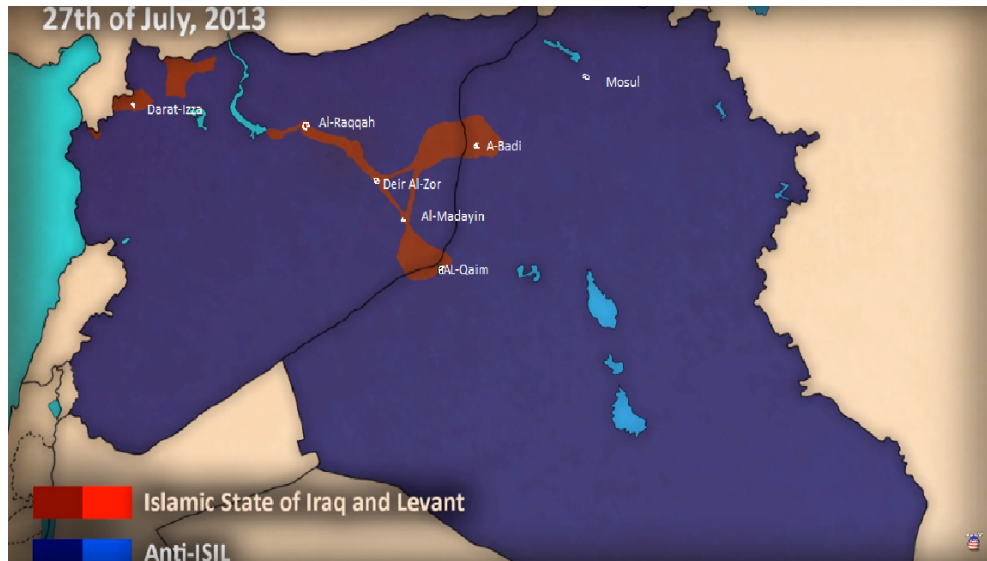 27th of July, 2013
Mosul
Darat-Izza
Al-Raqqah
A-Badi
Deir Al-Zor
Al-Madayin
AL-Qaim
Islamic State of Iraq and Levant
Anti-ISIL